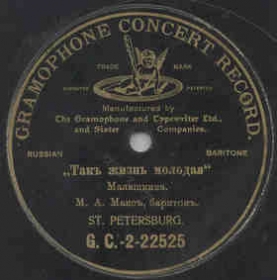 GRAMOPHONE CONCERT RECORD.
TRADE MARK
Manufactured by
The Gramophone and Typewriter Ltd.,
and Sister Companies.
RUSSIAN BARITONE
„Такъ жизнь молодая“
Малашкина.
М. А. Максъ, баритонъ.
ST. PETERSBURG.
G. C.-2-22525